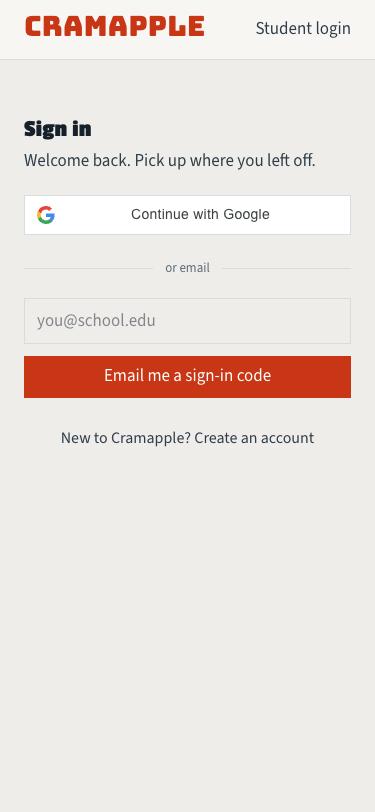 CRAMAPPLE
Student login
Sign in
Welcome back. Pick up where you left off.
Continue with Google
or email
you@school.edu
Email me a sign-in code
New to Cramapple? Create an account